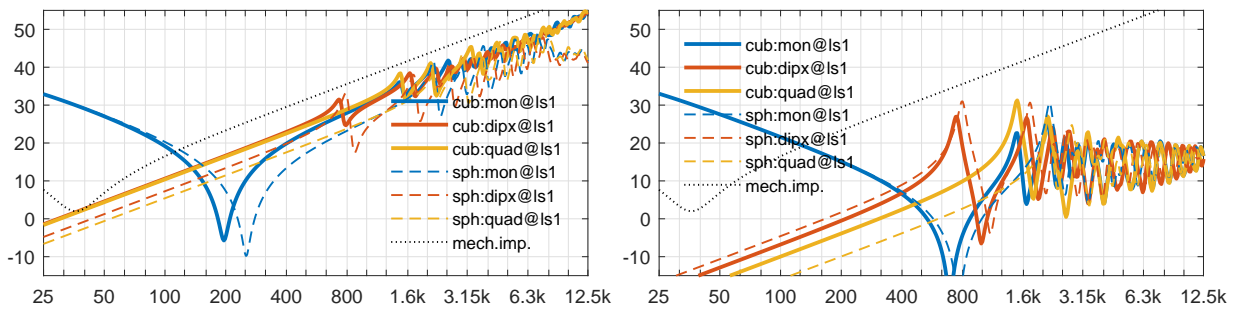 50
40
30
20
10
0
-10
25 50 100 200 400 800 1.6k 3.15k 6.3k 12.5k
cub:mon@ls1
cub:dipx@ls1
cub:quad@ls1
sph:mon@ls1
sph:dipx@ls1
sph:quad@ls1
mech.imp.
50
40
30
20
10
0
-10
25 50 100 200 400 800 1.6k 3.15k 6.3k 12.5k
cub:mon@ls1
cub:dipx@ls1
cub:quad@ls1
sph:mon@ls1
sph:dipx@ls1
sph:quad@ls1
mech.imp.